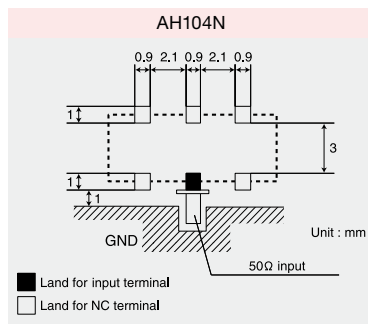 AH104N
0.9 2.1 0.9 2.1 0.9
1
3
1
1
GND
Unit : mm
50Ω input
Land for input terminal
Land for NC terminal